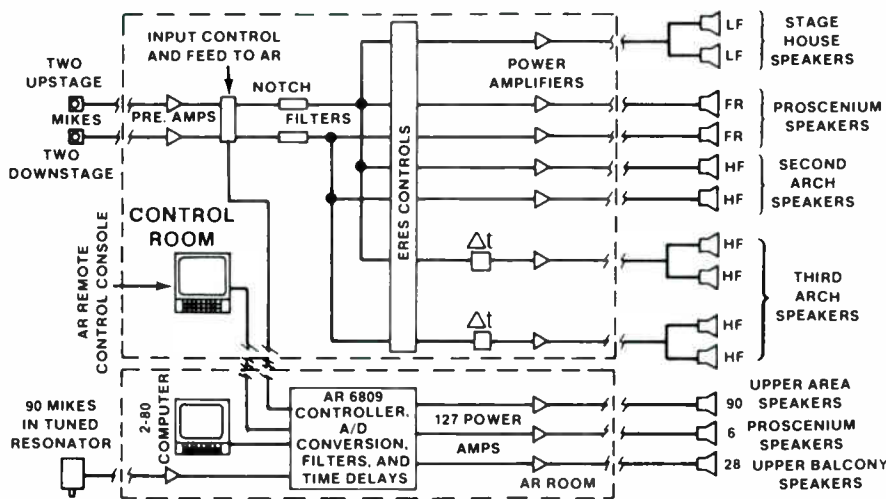 INPUT CONTROL
AND FEED TO AR
TWO
UPSTAGE
MIKES
TWO
DOWNSTAGE
PRE. AMPS
NOTCH
FILTERS
ERES CONTROLS
POWER
AMPLIFIERS
LF
LF
STAGE
HOUSE
SPEAKERS
FR
FR
PROSCENIUM
SPEAKERS
HF
HF
SECOND
ARCH
SPEAKERS
Δt
HF
HF
Δt
HF
HF
THIRD
ARCH
SPEAKERS
CONTROL
ROOM
AR REMOTE
CONTROL CONSOLE
90 MIKES
IN TUNED
RESONATOR
2-80
COMPUTER
AR 6809
CONTROLLER,
A/D
CONVERSION,
FILTERS, AND
TIME DELAYS
127 POWER
AMPS
AR ROOM
90
UPPER AREA
SPEAKERS
6
PROSCENIUM
SPEAKERS
28
UPPER BALCONY
SPEAKERS